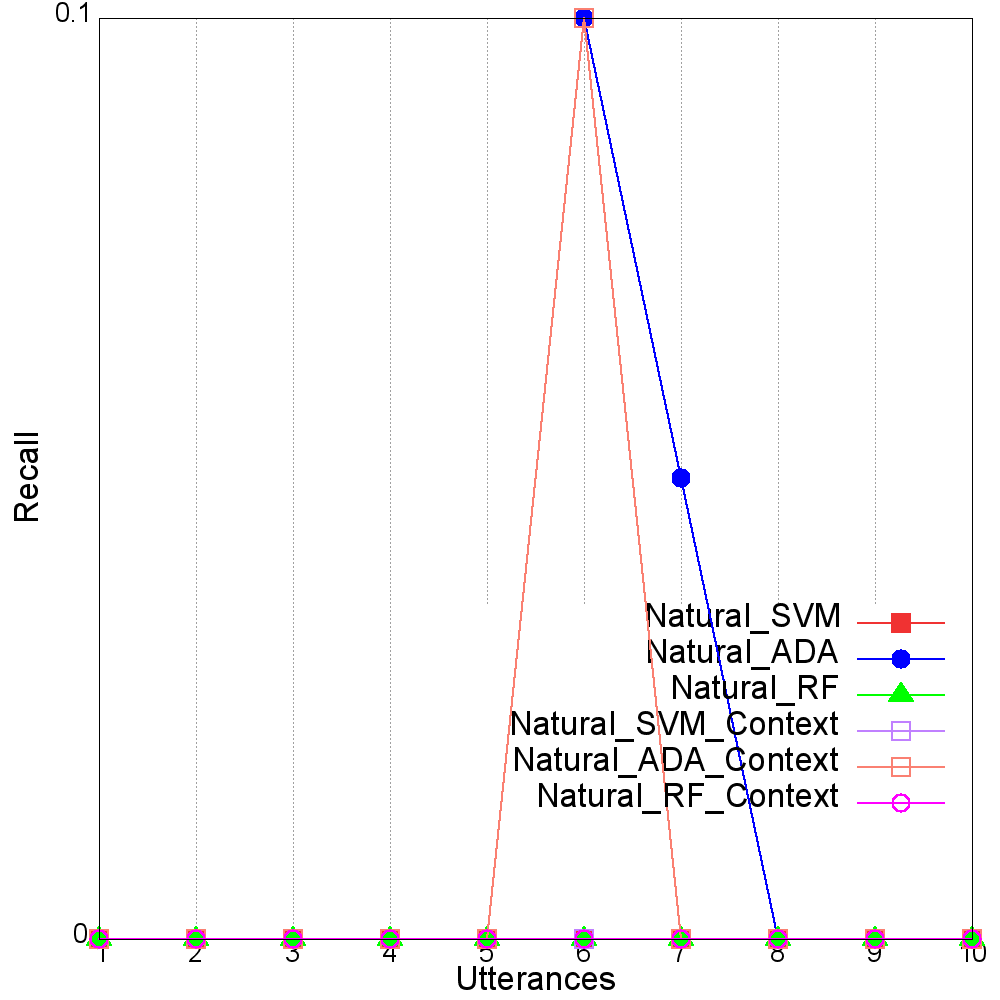 0.1
Recall
Natural_SVM
Natural_ADA
Natural_RF
Natural_SVM_Context
Natural_ADA_Context
Natural_RF_Context
0
1 2 3 4 5 6 7 8 9 10
Utterances